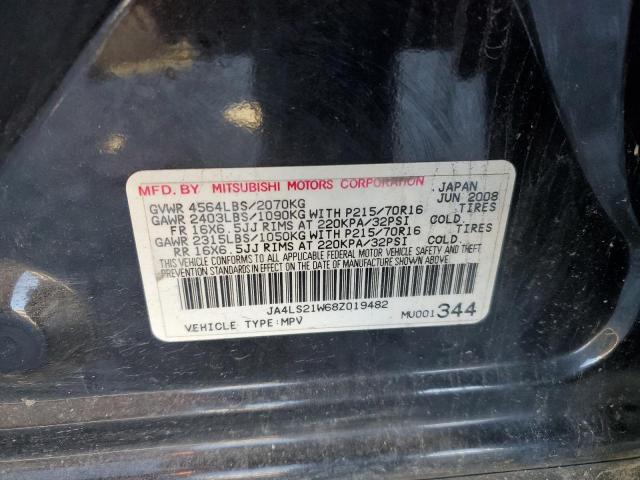 MFD. BY MITSUBISHI MOTORS CORPORATION JAPAN
GVWR 4564LBS/2070KG JUN 2008
GAWR 2403LBS/1090KG WITH P215/70R16 TIRES
FR 16X6.5JJ RIMS AT 220KPA/32PSI COLD
GAWR 2315LBS/1050KG WITH P215/70R16 TIRES
RR 16X6.5JJ RIMS AT 220KPA/32PSI COLD
THIS VEHICLE CONFORMS TO ALL APPLICABLE FEDERAL MOTOR VEHICLE SAFETY AND THEFT
PREVENTION STANDARDS IN EFFECT ON THE DATE OF MANUFACTURE SHOWN ABOVE.
JA4LS21W68Z019482
VEHICLE TYPE:MPV MU001344